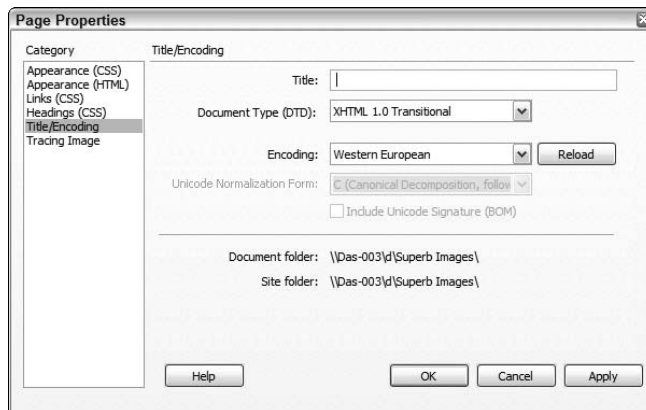 Page Properties
Category
Appearance (CSS)
Appearance (HTML)
Links (CSS)
Headings (CSS)
Title/Encoding
Tracing Image
Title/Encoding
Title:
Document Type (DTD): XHTML 1.0 Transitional
Encoding: Western European Reload
Unicode Normalization Form: C (Canonical Decomposition, follow
Include Unicode Signature (BOM)
Document folder: \\Das-003\d\Superb Images\
Site folder: \\Das-003\d\Superb Images\
Help OK Cancel Apply